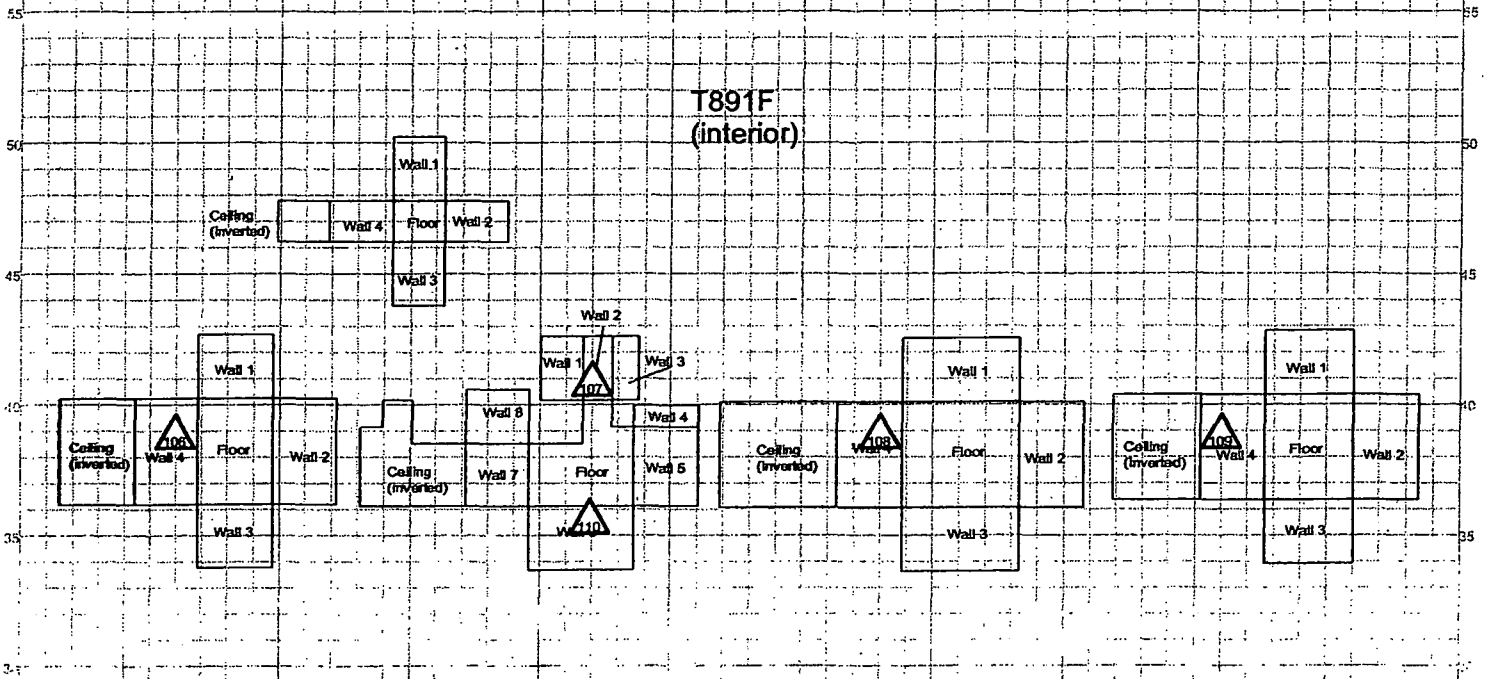 55
55
T891F
(interior)
50
50
Wall 1
Ceiling
(inverted)
Wall 4
Floor
Wall 2
45
45
Wall 3
Wall 2
Wall 1
Wall 3
107
Wall 1
Wall 1
Wall 1
40
40
Wall 8
Wall 4
106
108
109
Ceiling
(inverted)
Wall 4
Floor
Wall 2
Ceiling
(inverted)
Wall 7
Floor
Wall 5
Ceiling
(inverted)
Floor
Wall 2
Ceiling
(inverted)
Wall 4
Floor
Wall 2
35
35
Wall 3
110
Wall 3
Wall 3